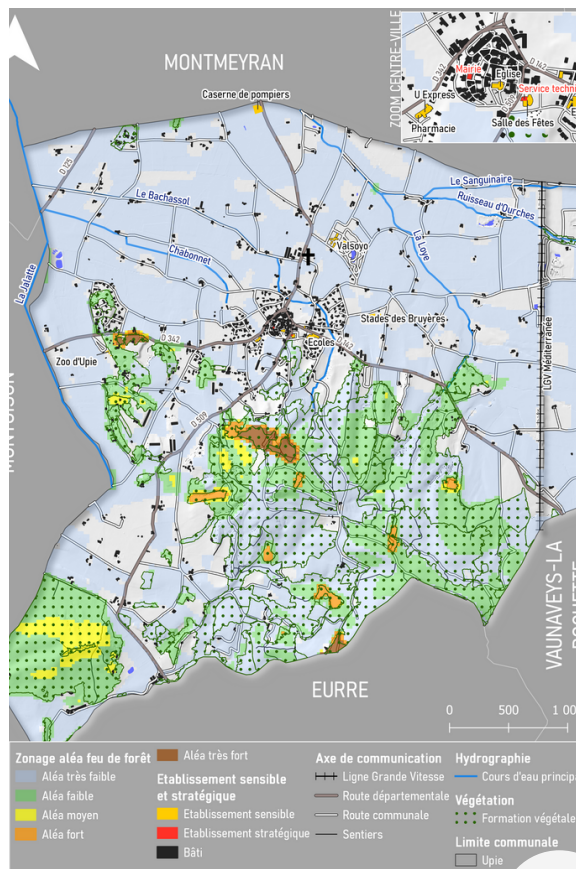 MONTMEYRAN
Caserne de pompiers
ZOOM CENTRE-VILLE
D 342
D 142
Mairie
Eglise
D 509
Service techni
U Express
Salle des Fêtes
Pharmacie
D 125
Le Bachassol
Le Sanguinaire
Ruisseau d'Ourches
Chabonnet
Valsoyo
La Loye
La Jalatte
LGV Méditerranée
Stades des Bruyères
D 342
Ecoles
D 142
Zoo d'Upie
D 509
VAUNAVEYS-LA
EURRE
0 500 1 00
Zonage aléa feu de forêt
Aléa très faible
Aléa faible
Aléa moyen
Aléa fort
Aléa très fort
Etablissement sensible
et stratégique
Etablissement sensible
Etablissement stratégique
Bâti
Axe de communication
Ligne Grande Vitesse
Route départementale
Route communale
Sentiers
Hydrographie
Cours d'eau principa
Végétation
Formation végétale
Limite communale
Upie